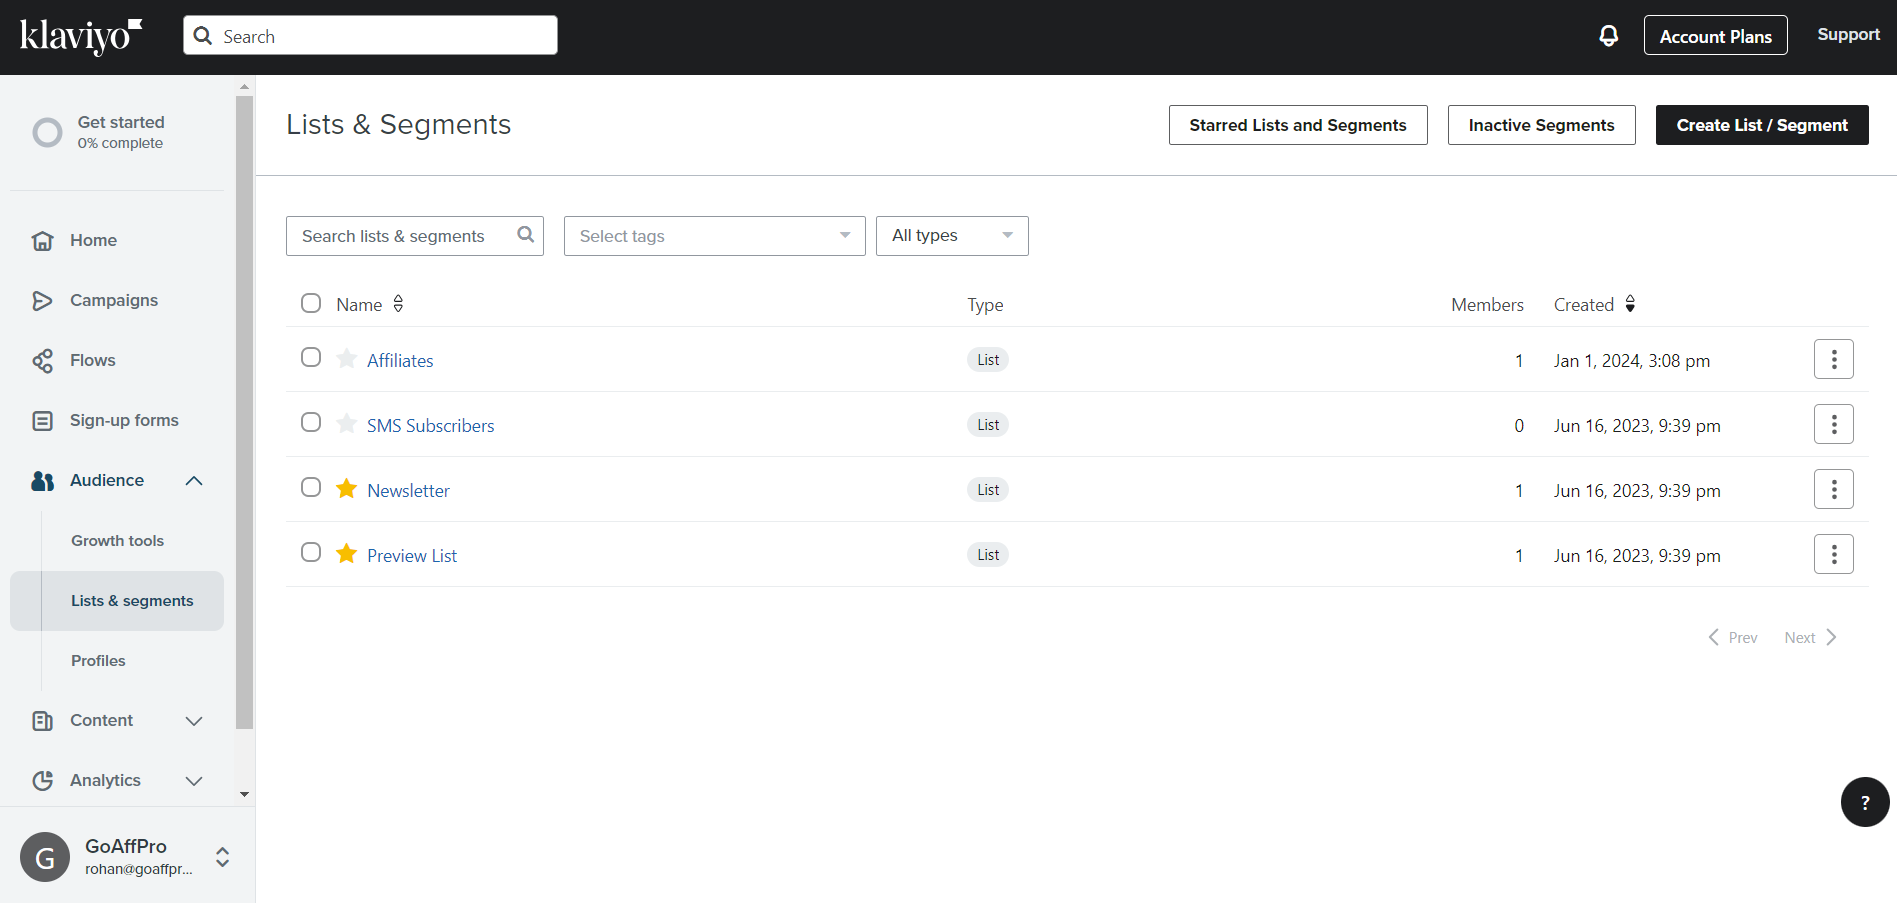 klaviyo
Search
Account Plans
Support
Get started
0% complete
Home
Campaigns
Flows
Sign-up forms
Audience
Growth tools
Lists & segments
Profiles
Content
Analytics
G
GoAffPro
rohan@goaffpr...
Lists & Segments
Starred Lists and Segments
Inactive Segments
Create List / Segment
Search lists & segments
Select tags
All types
Name Type Members Created
Affiliates List 1 Jan 1, 2024, 3:08 pm
SMS Subscribers List 0 Jun 16, 2023, 9:39 pm
Newsletter List 1 Jun 16, 2023, 9:39 pm
Preview List List 1 Jun 16, 2023, 9:39 pm
Prev Next
?